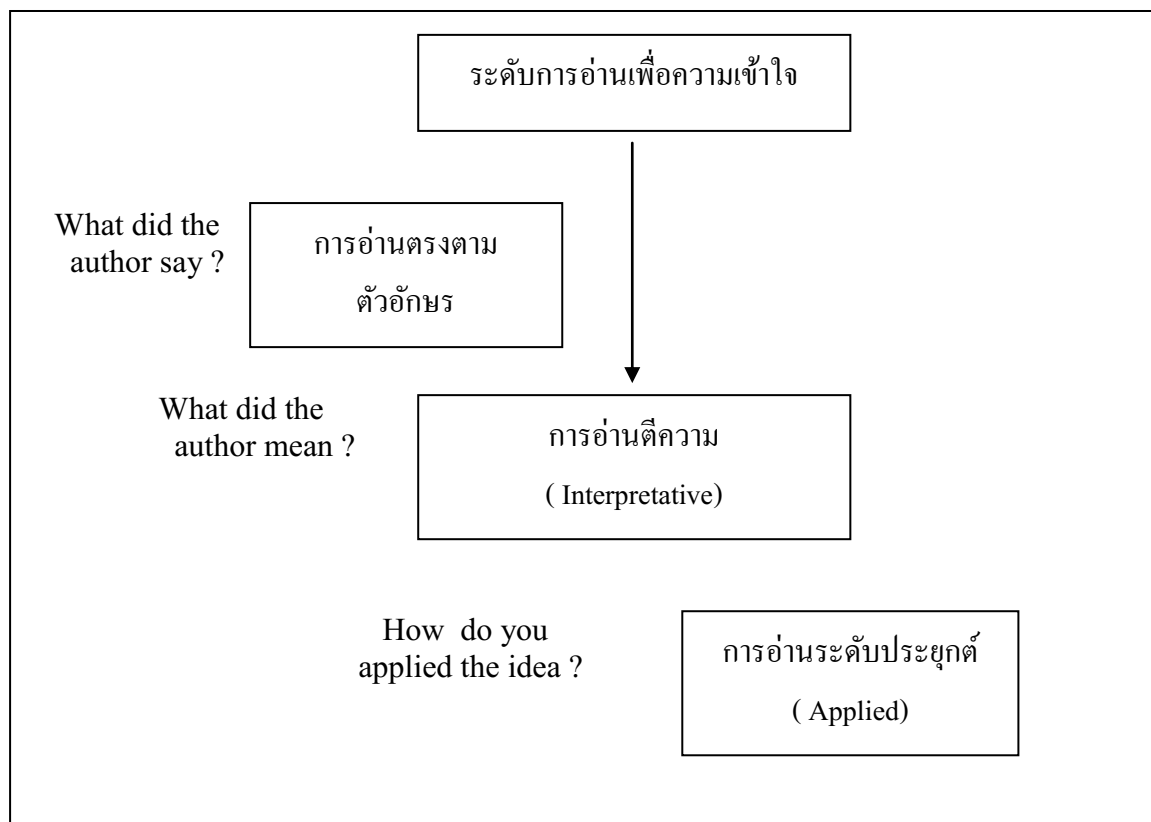 ระดับการอ่านเพื่อความเข้าใจ
What did the
author say ?
การอ่านตรงตาม
ตัวอักษร
What did the
author mean ?
การอ่านตีความ
( Interpretative)
How do you
applied the idea ?
การอ่านระดับประยุกต์
( Applied)